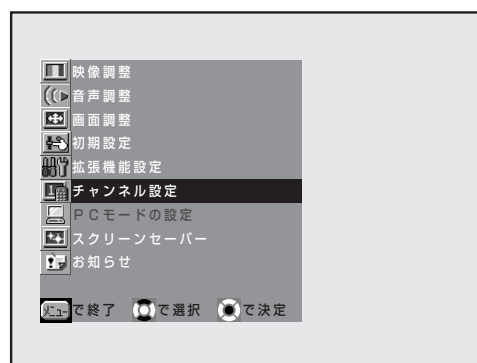 映像調整
音声調整
画面調整
初期設定
拡張機能設定
チャンネル設定
PCモードの設定
スクリーンセーバー
お知らせ
メニューで終了 で選択 で決定